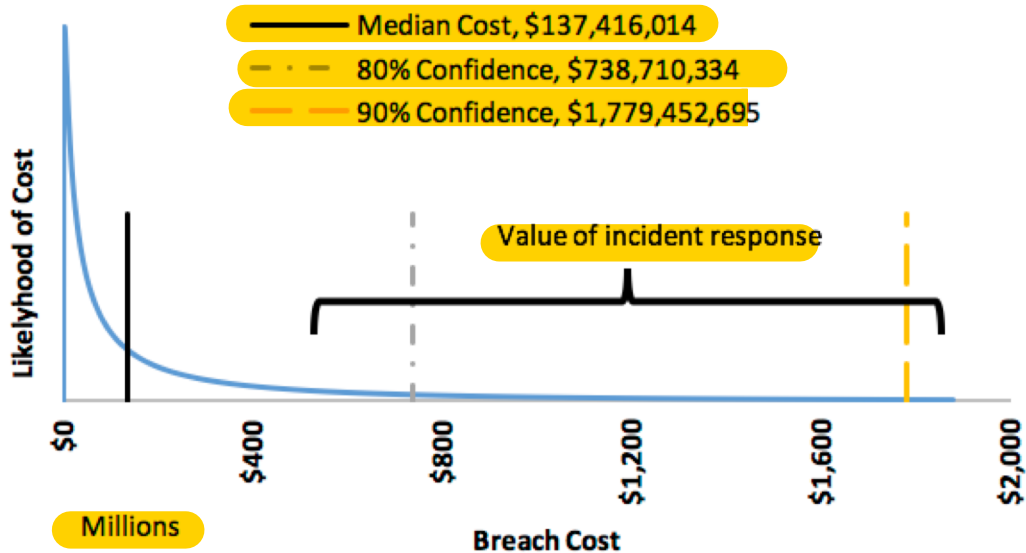 Median Cost, $137,416,014
80% Confidence, $738,710,334
90% Confidence, $1,779,452,695
Value of incident response
Likelyhood of Cost
$0
$400
$800
$1,200
$1,600
$2,000
Millions
Breach Cost